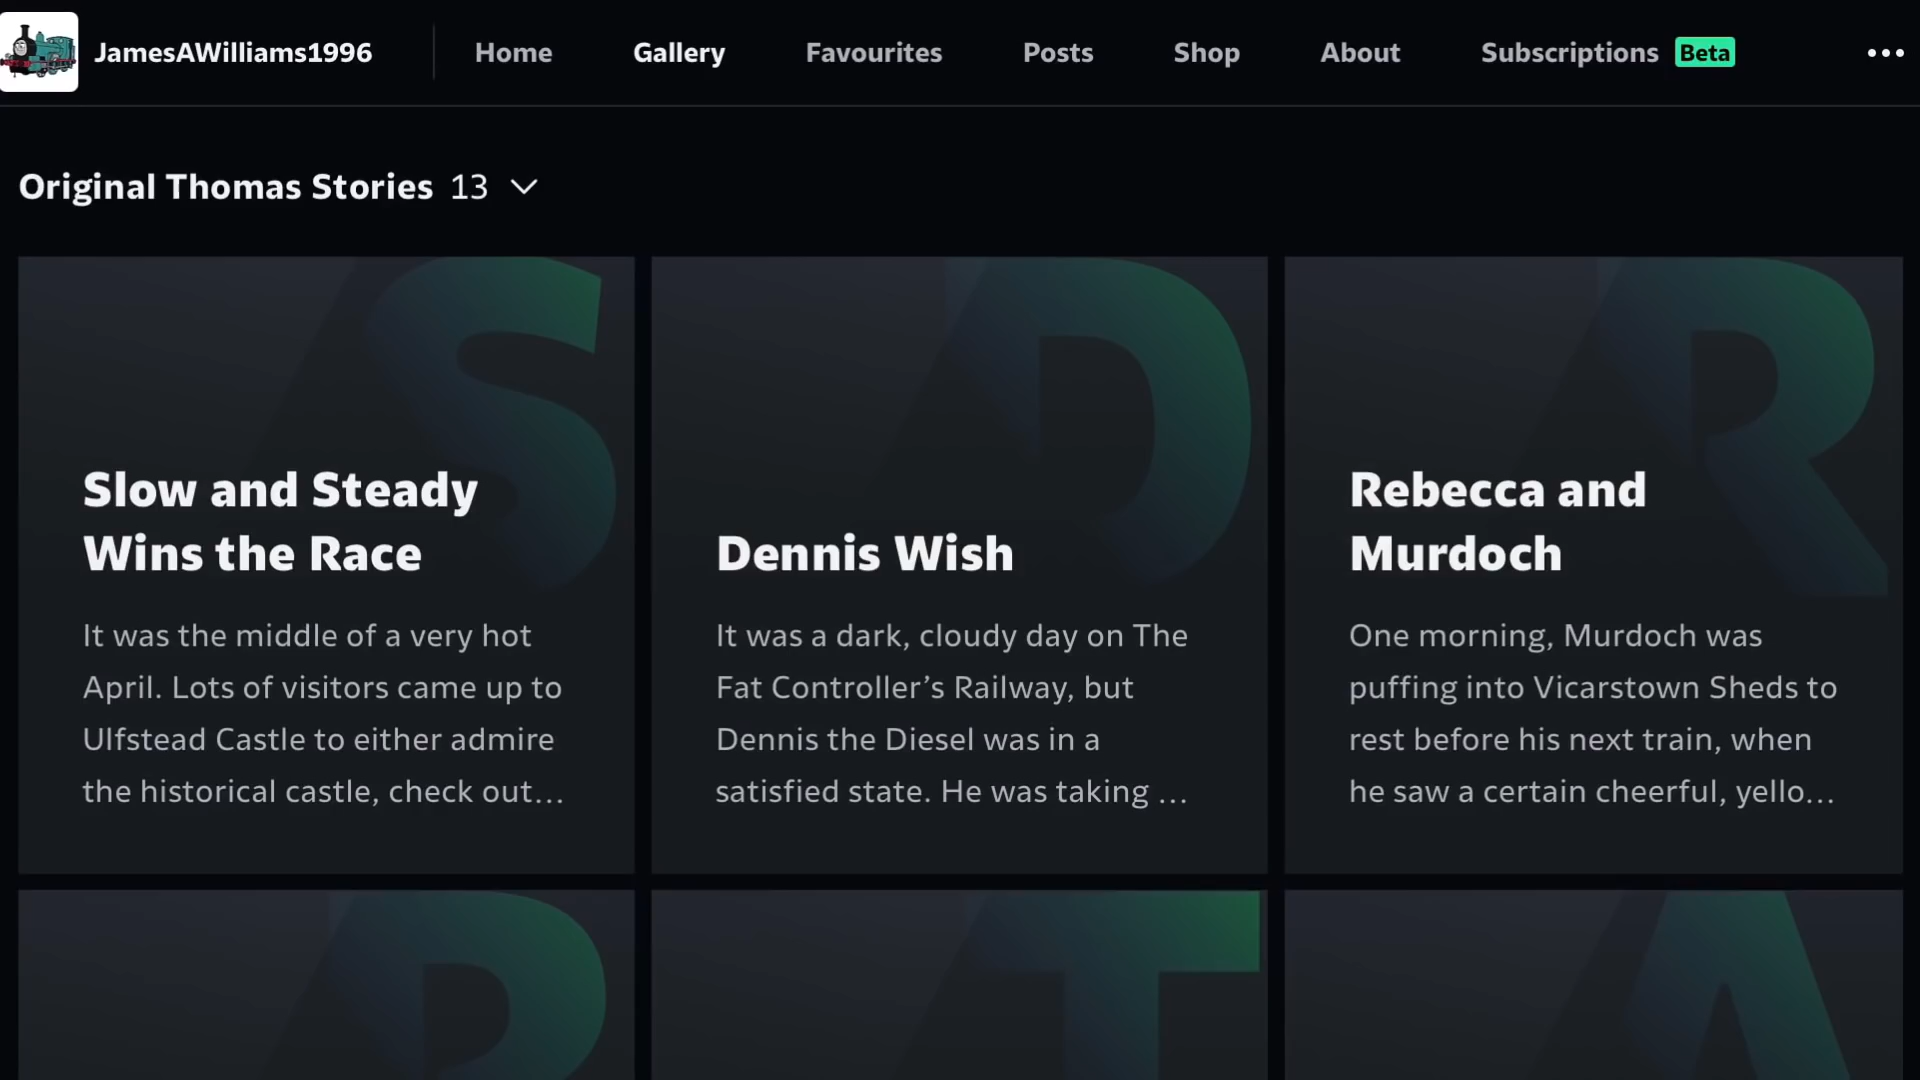 JamesAWilliams1996 Home Gallery Favourites Posts Shop About Subscriptions Beta
Original Thomas Stories 13
Slow and Steady
Wins the Race
It was the middle of a very hot
April. Lots of visitors came up to
Ulfstead Castle to either admire
the historical castle, check out...
Dennis Wish
It was a dark, cloudy day on The
Fat Controller’s Railway, but
Dennis the Diesel was in a
satisfied state. He was taking ...
Rebecca and
Murdoch
One morning, Murdoch was
puffing into Vicarstown Sheds to
rest before his next train, when
he saw a certain cheerful, yello...